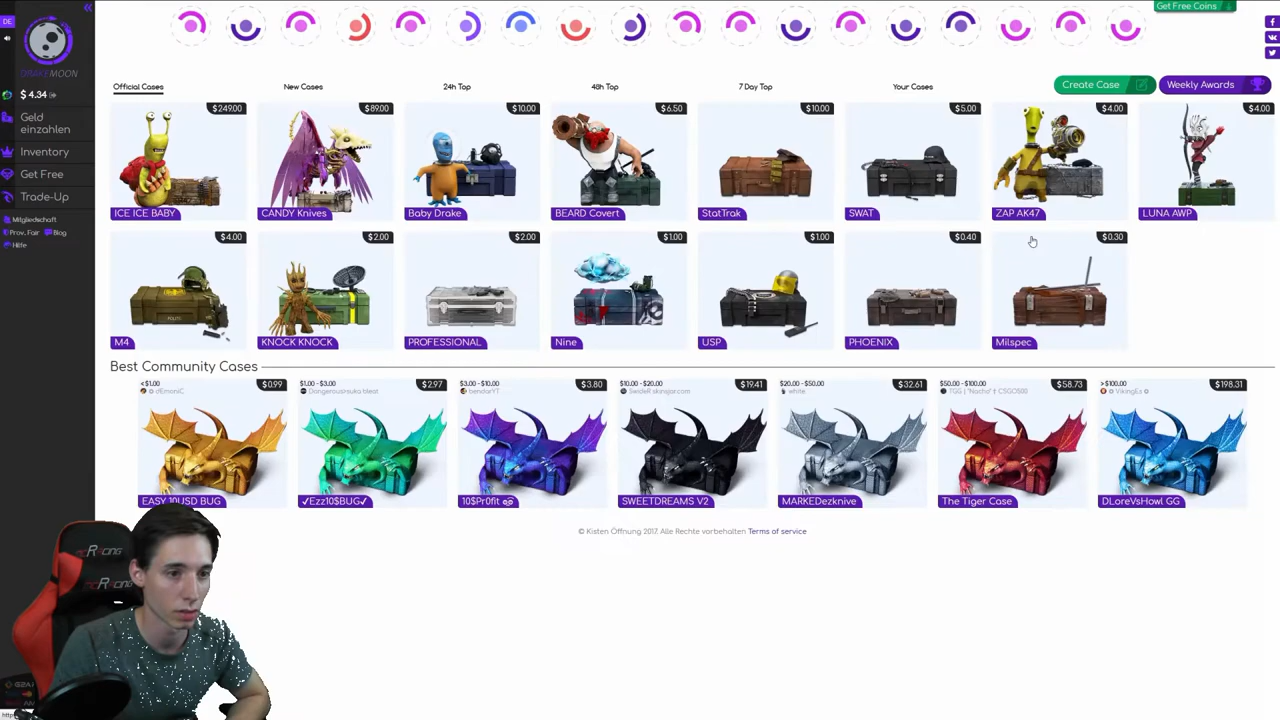 Get Free Coins
DE
DRAKEMOON
$ 4.34
Geld
einzahlen
Inventory
Get Free
Trade-Up
Mitgliedschaft
Prov. Fair
Blog
Hilfe
Official Cases
New Cases
24h Top
48h Top
7 Day Top
Your Cases
Create Case
Weekly Awards
$249.00
$89.00
$10.00
$6.50
$10.00
$5.00
$4.00
$4.00
ICE ICE BABY
CANDY Knives
Baby Drake
BEARD Covert
StatTrak
SWAT
ZAP AK47
LUNA AWP
$4.00
$2.00
$2.00
$1.00
$1.00
$0.40
$0.30
M4
KNOCK KNOCK
PROFESSIONAL
Nine
USP
PHOENIX
Milspec
Best Community Cases
<$1.00
$0.99
$1.00 - $3.00
$2.97
$3.00 - $10.00
$3.80
$10.00 - $20.00
$19.41
$20.00 - $50.00
$32.61
$50.00 - $100.00
$58.73
> $100.00
$198.31
white
EASY 10USD BUG
✓Ezz10$BUG✓
10$Pr0fit
SWEETDREAMS V2
MARKEDezknive
The Tiger Case
DLoreVsHowl GG
© Kisten Öffnung 2017, Alle Rechte vorbehalten Terms of service
RACING
RACING